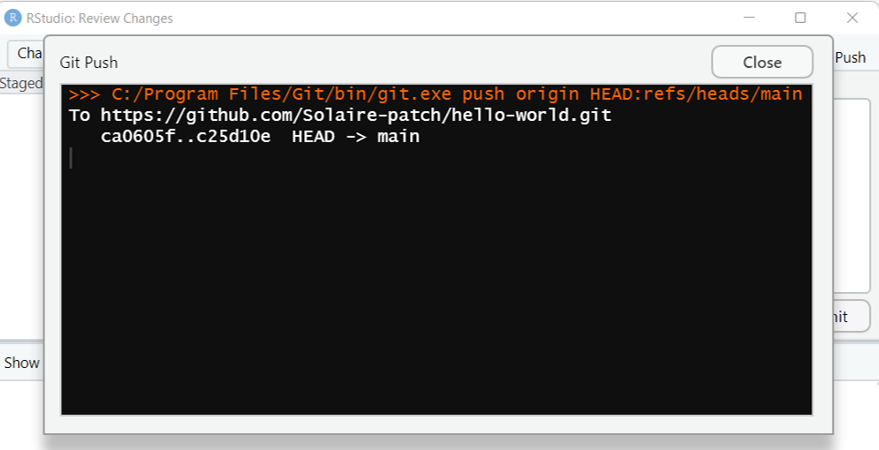 RStudio: Review Changes
Cha
Git Push
Close
Push
Staged
>>> C:/Program Files/Git/bin/git.exe push origin HEAD:refs/heads/main
To https://github.com/Solaire-patch/hello-world.git
ca0605f..c25d10e  HEAD -> main
nit
Show